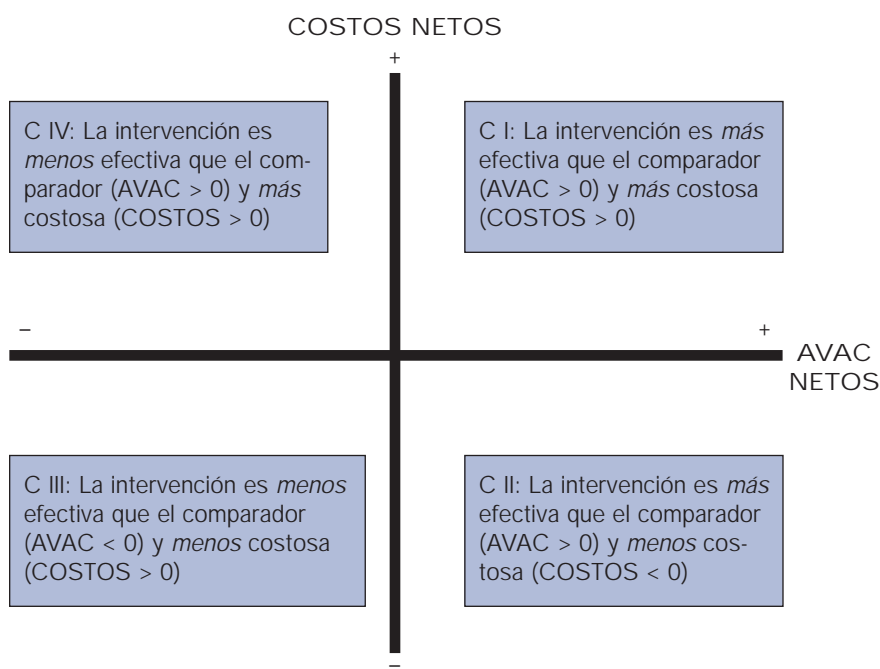 COSTOS NETOS
+
C IV: La intervención es
menos efectiva que el com-
parador (AVAC > 0) y más
costosa (COSTOS > 0)
C I: La intervención es más
efectiva que el comparador
(AVAC > 0) y más costosa
(COSTOS > 0)
–
+
AVAC
NETOS
C III: La intervención es menos
efectiva que el comparador
(AVAC < 0) y menos costosa
(COSTOS > 0)
C II: La intervención es más
efectiva que el comparador
(AVAC > 0) y menos cos-
tosa (COSTOS < 0)
–